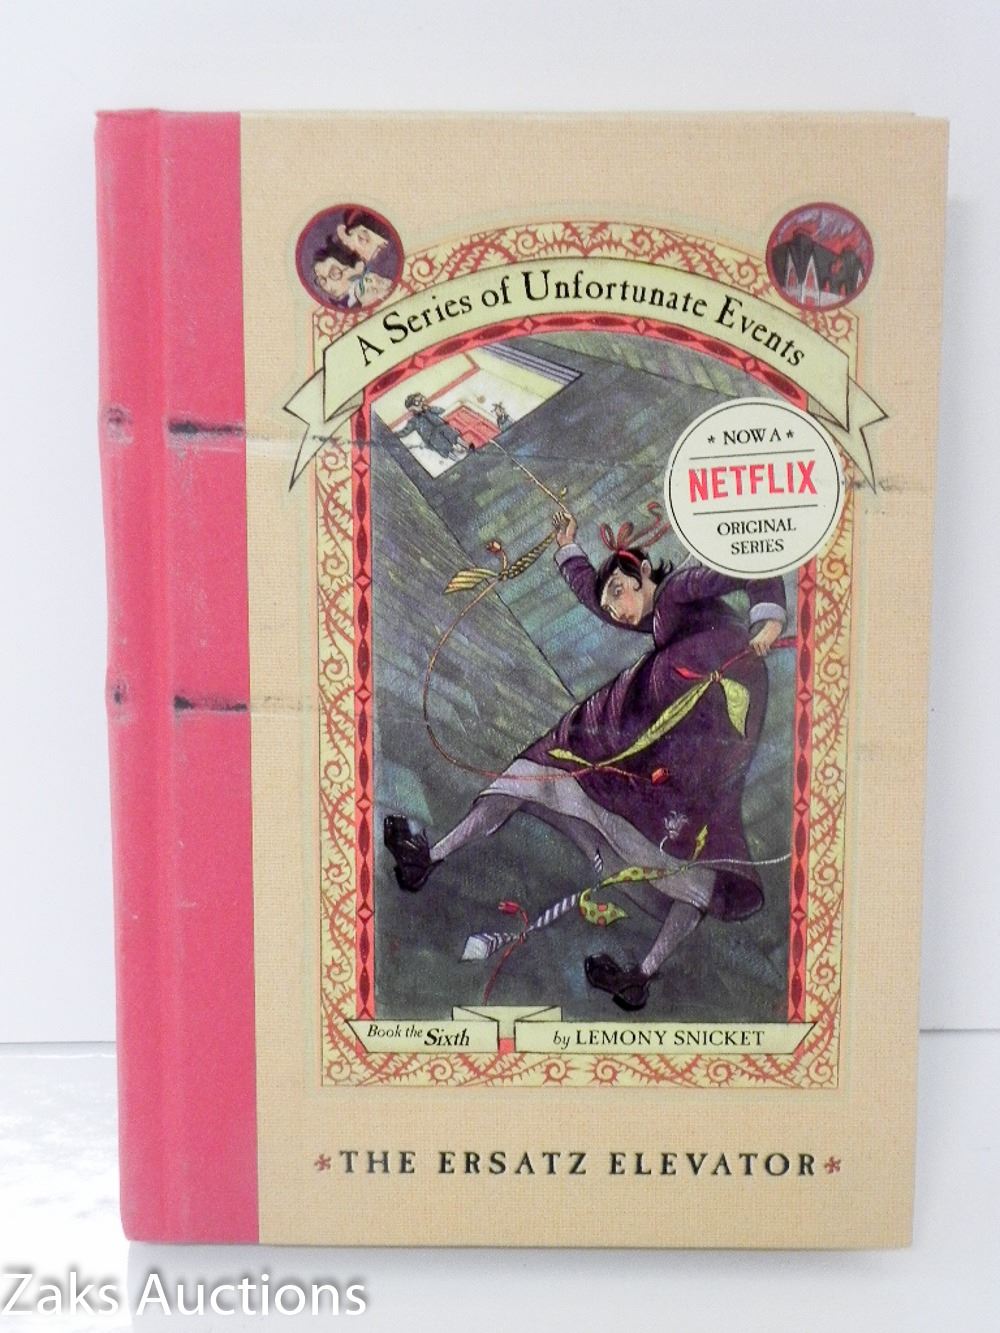 A Series of Unfortunate Events
* NOW A *
NETFLIX
ORIGINAL
SERIES
Book the Sixth
by LEMONY SNICKET
*THE ERSATZ ELEVATOR*
Zaks Auctions